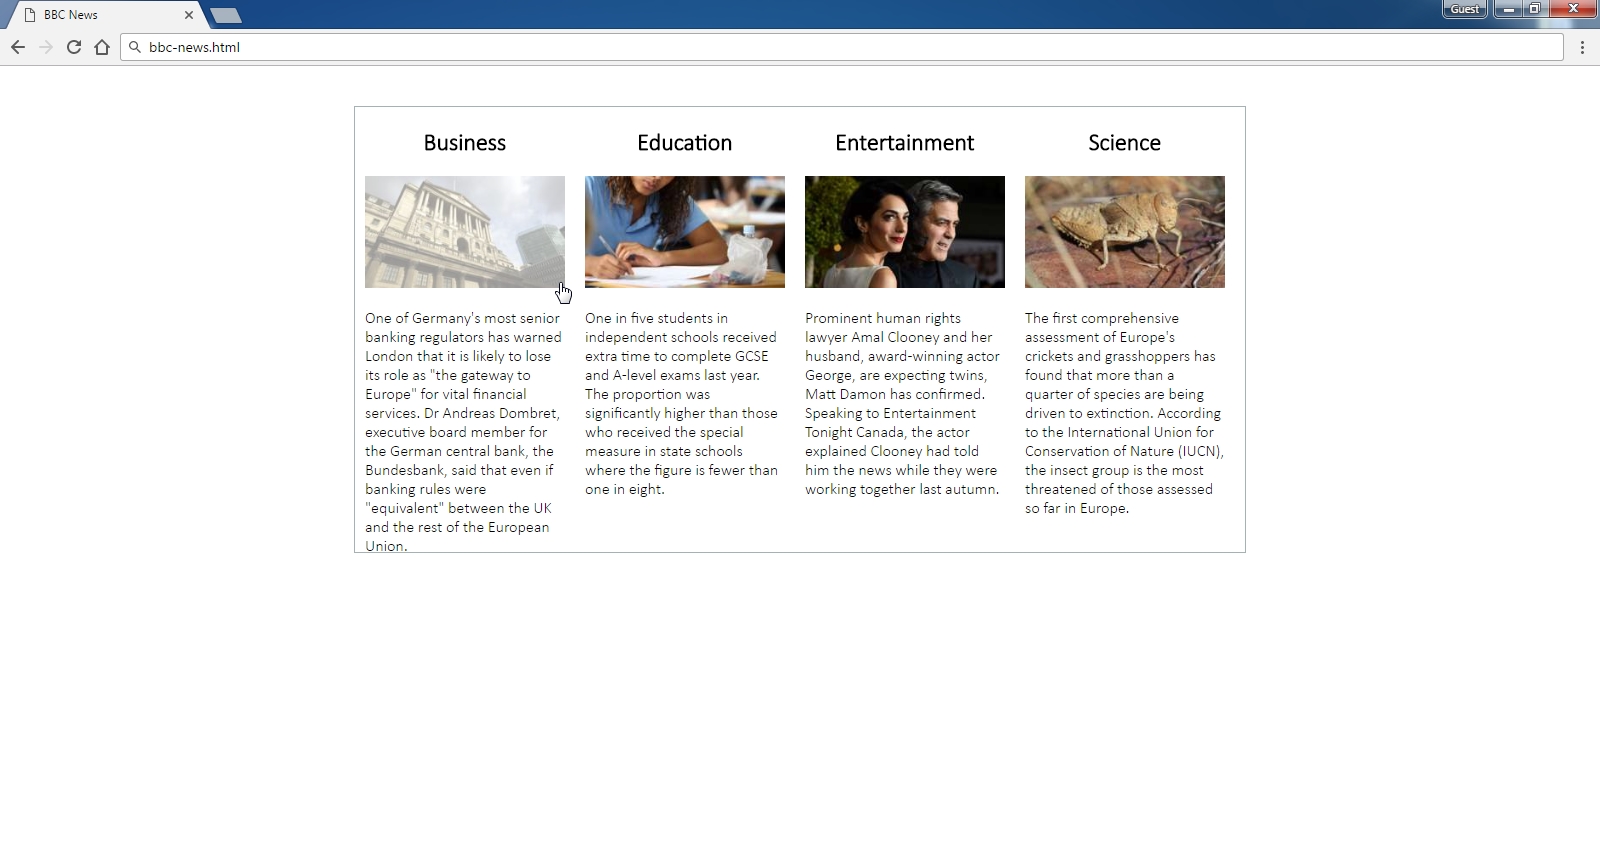 BBC News
Guest
bbc-news.html
Business
Education
Entertainment
Science
One of Germany's most senior
banking regulators has warned
London that it is likely to lose
its role as "the gateway to
Europe" for vital financial
services. Dr Andreas Dombret,
executive board member for
the German central bank, the
Bundesbank, said that even if
banking rules were
"equivalent" between the UK
and the rest of the European
Union.
One in five students in
independent schools received
extra time to complete GCSE
and A-level exams last year.
The proportion was
significantly higher than those
who received the special
measure in state schools
where the figure is fewer than
one in eight.
Prominent human rights
lawyer Amal Clooney and her
husband, award-winning actor
George, are expecting twins,
Matt Damon has confirmed.
Speaking to Entertainment
Tonight Canada, the actor
explained Clooney had told
him the news while they were
working together last autumn.
The first comprehensive
assessment of Europe's
crickets and grasshoppers has
found that more than a
quarter of species are being
driven to extinction. According
to the International Union for
Conservation of Nature (IUCN),
the insect group is the most
threatened of those assessed
so far in Europe.